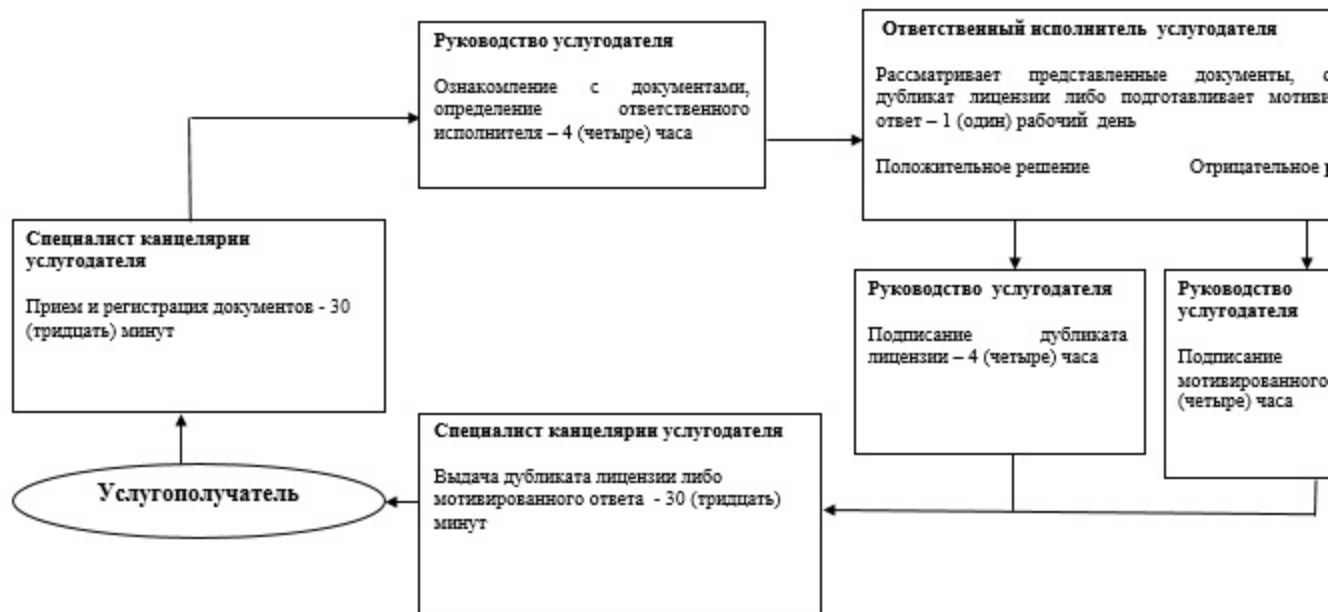 Руководство услугодателя
Ознакомление с документами,
определение ответственного
исполнителя – 4 (четыре) часа
Ответственный исполнитель услугодателя
Рассматривает представленные документы,
дубликат лицензии либо подготавливает
ответ – 1 (один) рабочий день
Положительное решение Отрицательное
Специалист канцелярии
услугодателя
Прием и регистрация документов - 30
(тридцать) минут
Руководство услугодателя
Подписание дубликата
лицензии – 4 (четыре) часа
Руководство
услугодателя
Подписание
мотивированного
(четыре) часа
Специалист канцелярии услугодателя
Выдача дубликата лицензии либо
мотивированного ответа - 30 (тридцать)
минут
Услугополучатель